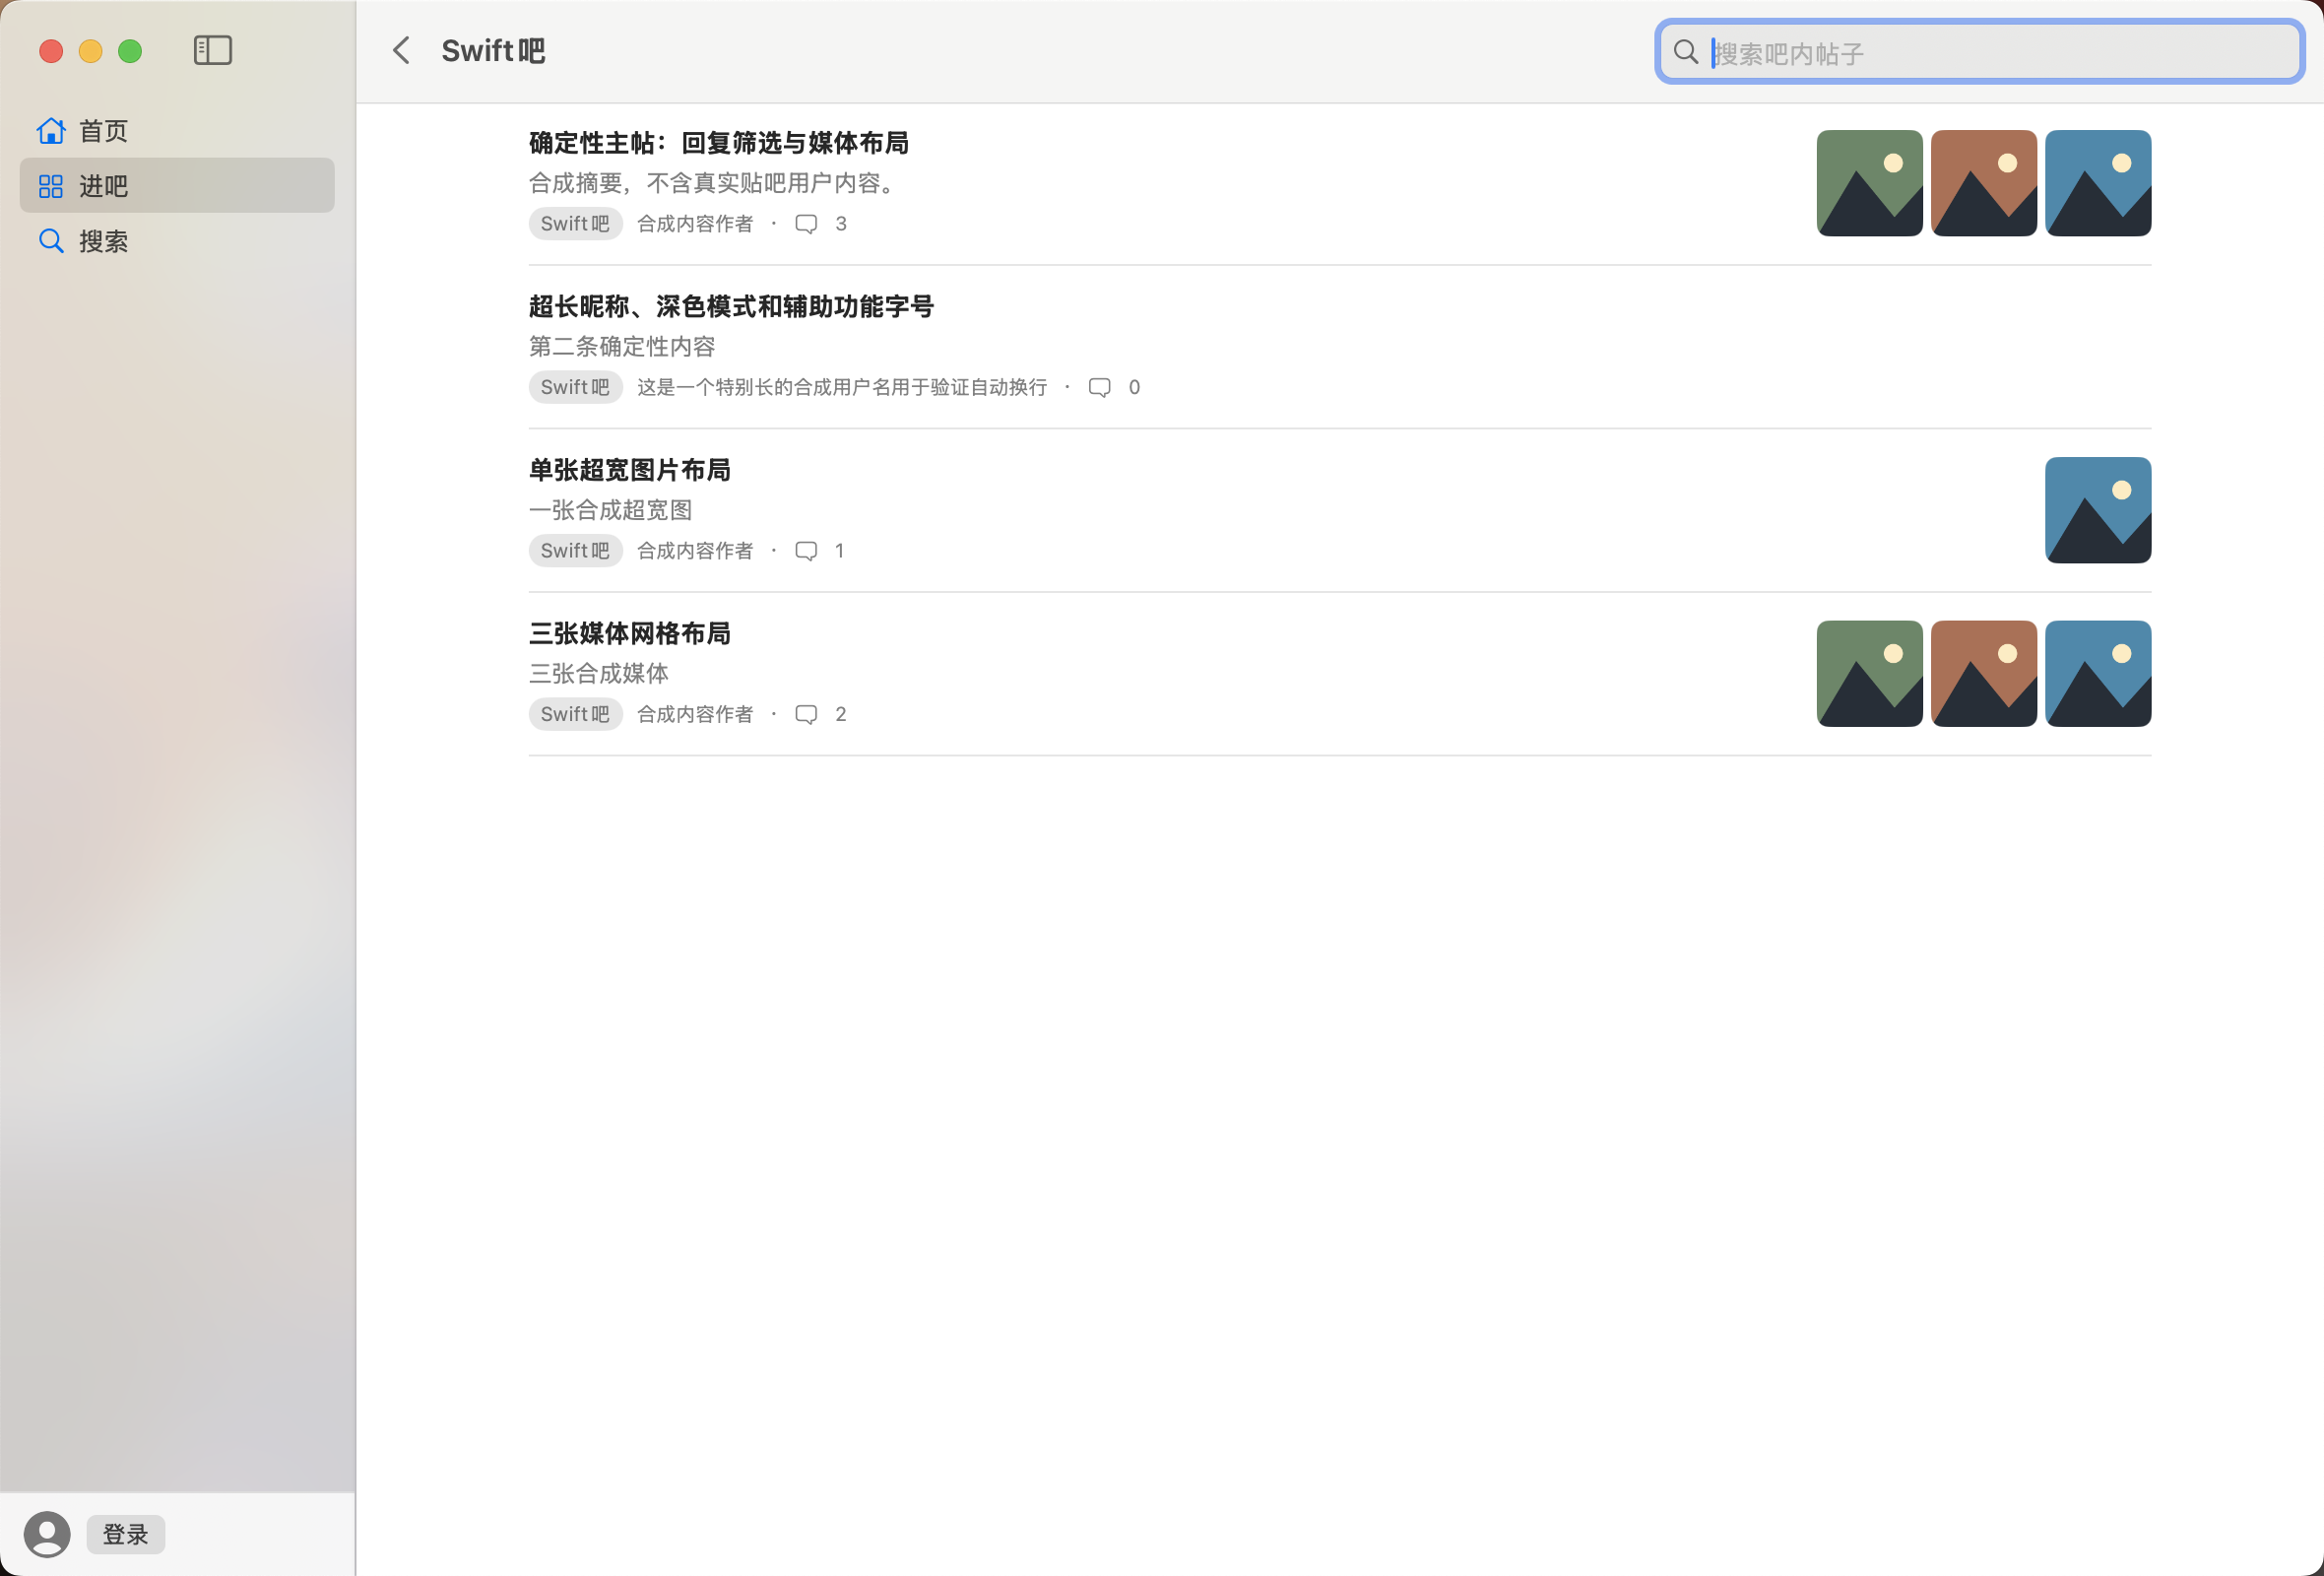 首页
进吧
搜索
登录
Swift吧
搜索吧内帖子
确定性主帖：回复筛选与媒体布局
合成摘要，不含真实贴吧用户内容。
Swift吧 合成内容作者 · 3
超长昵称、深色模式和辅助功能字号
第二条确定性内容
Swift吧 这是一个特别长的合成用户名用于验证自动换行 · 0
单张超宽图片布局
一张合成超宽图
Swift吧 合成内容作者 · 1
三张媒体网格布局
三张合成媒体
Swift吧 合成内容作者 · 2